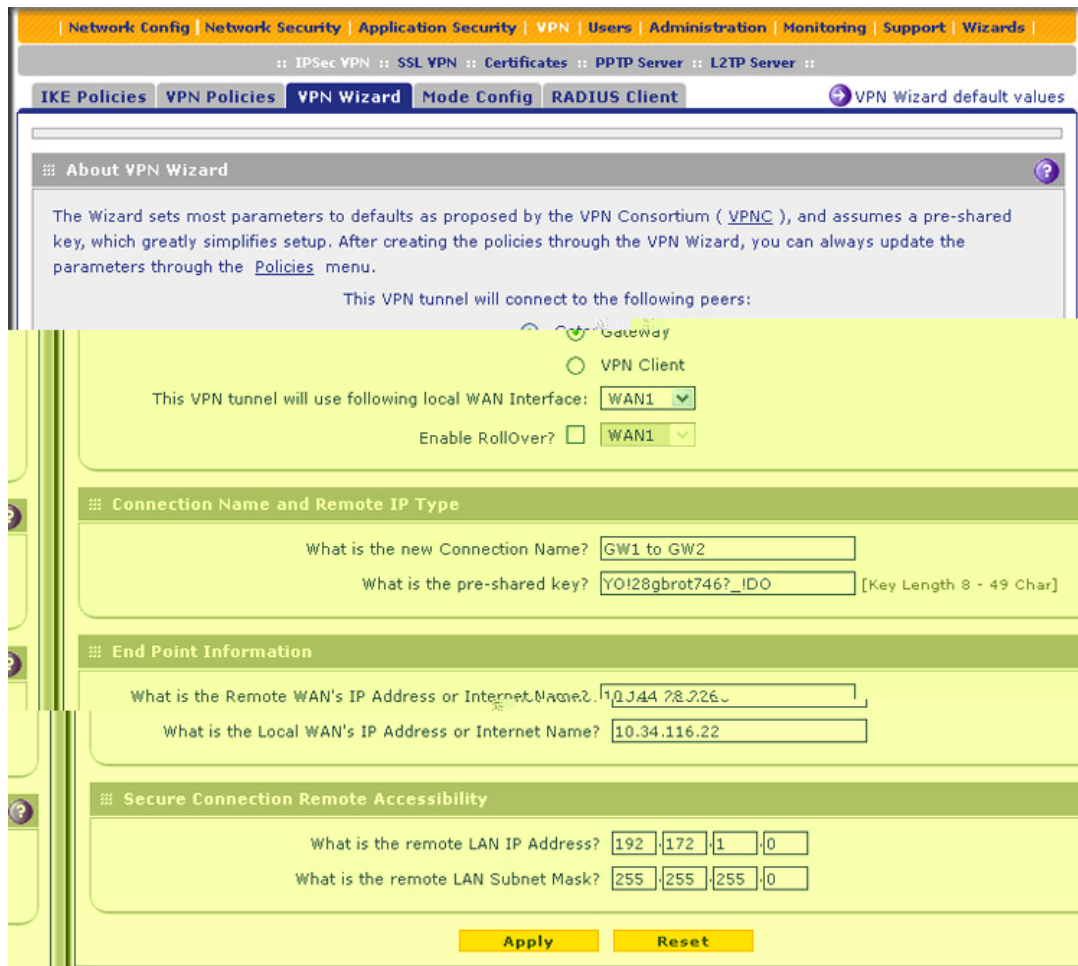 | Network Config | Network Security | Application Security | VPN | Users | Administration | Monitoring | Support | Wizards |
:: IPSec VPN :: SSL VPN :: Certificates :: PPTP Server :: L2TP Server ::
IKE Policies VPN Policies VPN Wizard Mode Config RADIUS Client VPN Wizard default values
About VPN Wizard ?
The Wizard sets most parameters to defaults as proposed by the VPN Consortium ( VPNC ), and assumes a pre-shared
key, which greatly simplifies setup. After creating the policies through the VPN Wizard, you can always update the
parameters through the Policies menu.
This VPN tunnel will connect to the following peers:
Gateway
VPN Client
This VPN tunnel will use following local WAN Interface: WAN1
Enable RollOver? WAN1
? Connection Name and Remote IP Type
What is the new Connection Name? GW1 to GW2
What is the pre-shared key? YO!28gbrot746?_!DO [Key Length 8 - 49 Char]
? End Point Information
What is the Remote WAN's IP Address or Internet Name?
What is the Local WAN's IP Address or Internet Name? 10.34.116.22
? Secure Connection Remote Accessibility
What is the remote LAN IP Address? 192 . 172 . 1 . 0
What is the remote LAN Subnet Mask? 255 . 255 . 255 . 0
Apply Reset